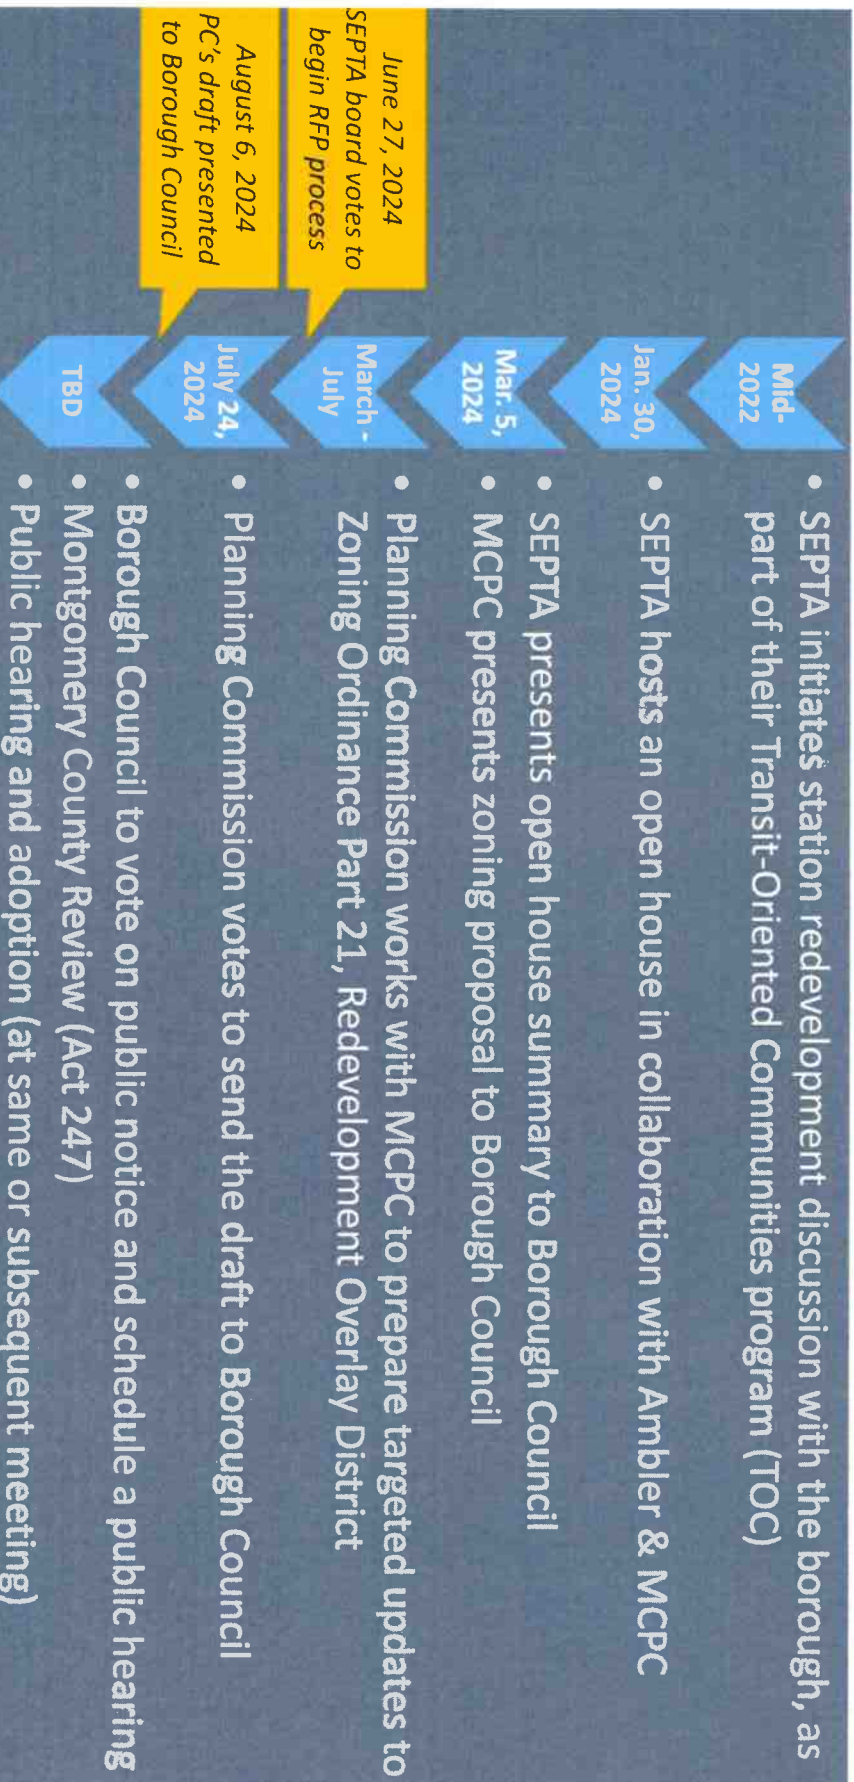 Mid-
2022
• SEPTA initiates station redevelopment discussion with the borough, as
part of their Transit-Oriented Communities program (TOC)
Jan. 30,
2024
• SEPTA hosts an open house in collaboration with Ambler & MCPC
Mar. 5,
2024
• SEPTA presents open house summary to Borough Council
• MCPC presents zoning proposal to Borough Council
June 27, 2024
SEPTA board votes to
begin RFP process
March -
July
• Planning Commission works with MCPC to prepare targeted updates to
Zoning Ordinance Part 21, Redevelopment Overlay District
August 6, 2024
PC's draft presented
to Borough Council
July 24,
2024
• Planning Commission votes to send the draft to Borough Council
TBD
• Borough Council to vote on public notice and schedule a public hearing
• Montgomery County Review (Act 247)
• Public hearing and adoption (at same or subsequent meeting)